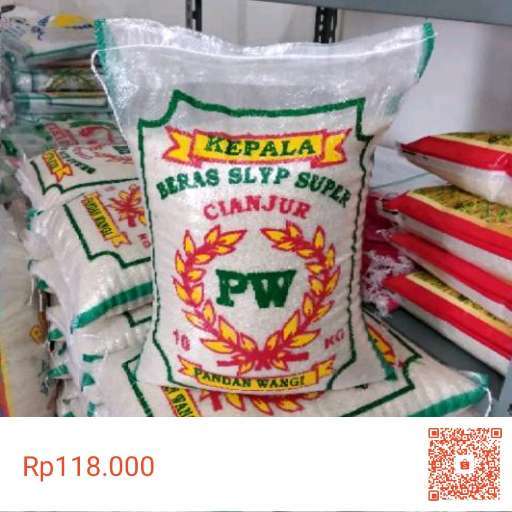 KEPALA
BERAS SLYP SUPER
CIANJUR
PW
10 KG
PANDAN WANGI
Rp118.000